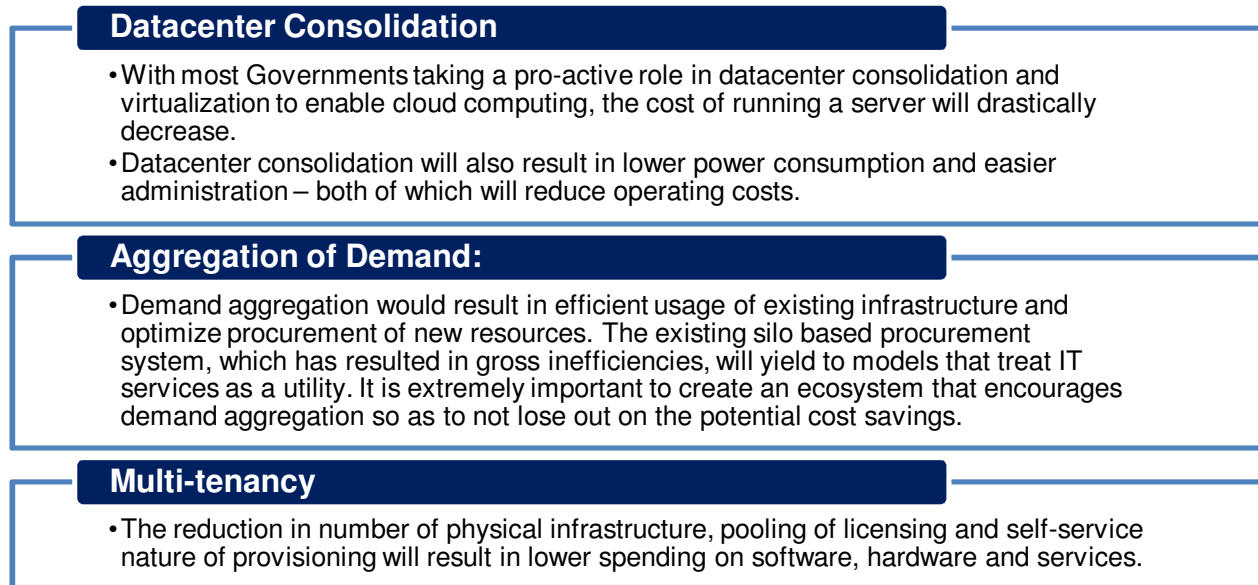 Datacenter Consolidation
•With most Governments taking a pro-active role in datacenter consolidation and
virtualization to enable cloud computing, the cost of running a server will drastically
decrease.
•Datacenter consolidation will also result in lower power consumption and easier
administration – both of which will reduce operating costs.
Aggregation of Demand:
•Demand aggregation would result in efficient usage of existing infrastructure and
optimize procurement of new resources. The existing silo based procurement
system, which has resulted in gross inefficiencies, will yield to models that treat IT
services as a utility. It is extremely important to create an ecosystem that encourages
demand aggregation so as to not lose out on the potential cost savings.
Multi-tenancy
•The reduction in number of physical infrastructure, pooling of licensing and self-service
nature of provisioning will result in lower spending on software, hardware and services.